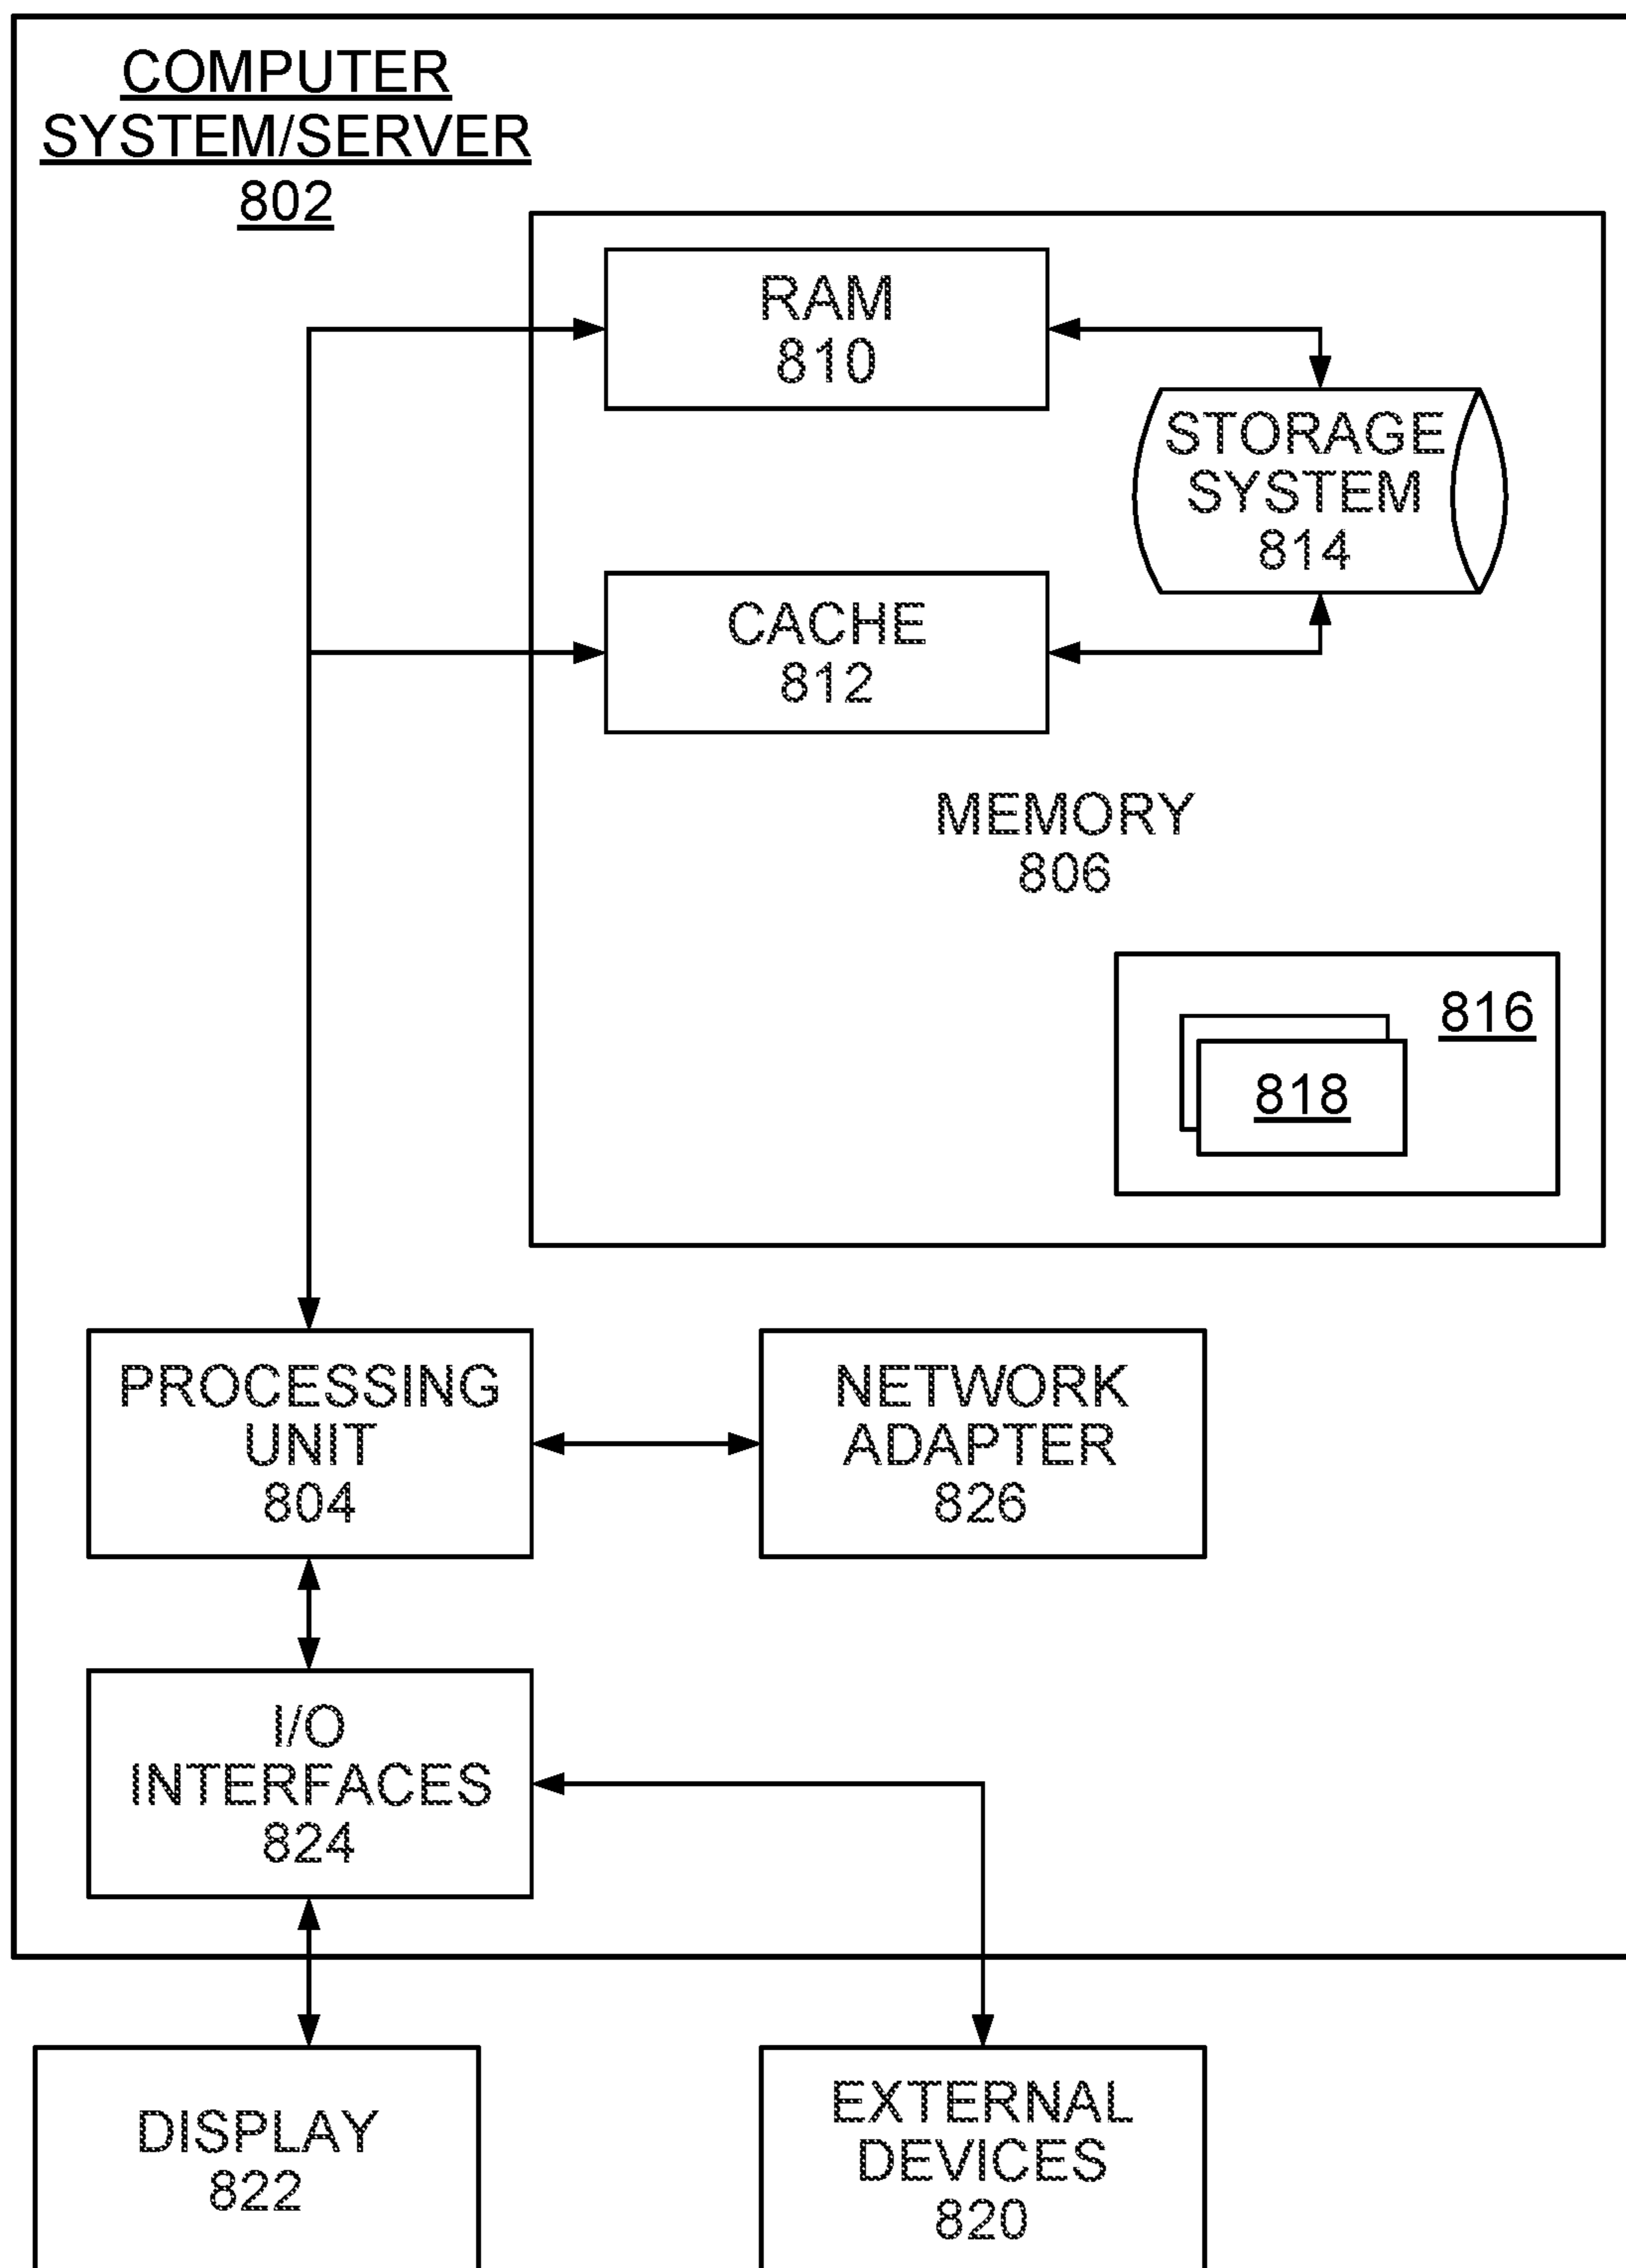 COMPUTER
SYSTEM/SERVER
802
RAM
810
STORAGE
SYSTEM
814
CACHE
812
MEMORY
806
816
818
PROCESSING
UNIT
804
NETWORK
ADAPTER
826
I/O
INTERFACES
824
DISPLAY
822
EXTERNAL
DEVICES
820